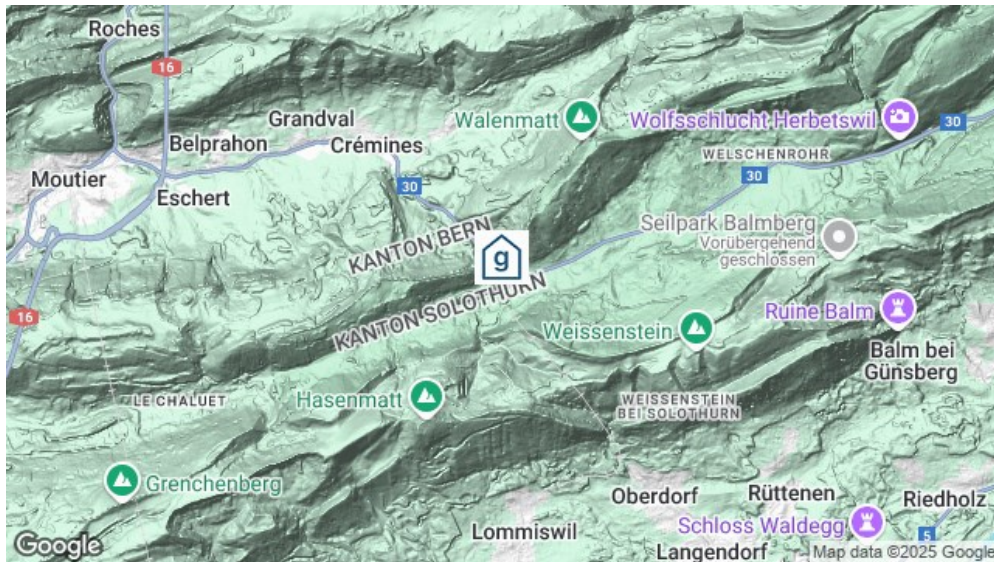 Roches
16
Grandval
Walenmatt
Wolfsschlucht Herbetswil
30
Belprahon
Crémines
WELSCHENROHR
Moutier
30
30
Eschert
Seilpark Balmberg
Vorübergehend
geschlossen
KANTON BERN
g
KANTON SOLOTHURN
16
Ruine Balm
Weissenstein
Balm bei
Günsberg
LE CHALUET
Hasenmatt
WEISSENSTEIN
BEI SOLOTHURN
Grenchenberg
Oberdorf
Rüttenen
Riedholz
Lommiswil
Schloss Waldegg
5
Langendorf
Google
Map data ©2025 Google